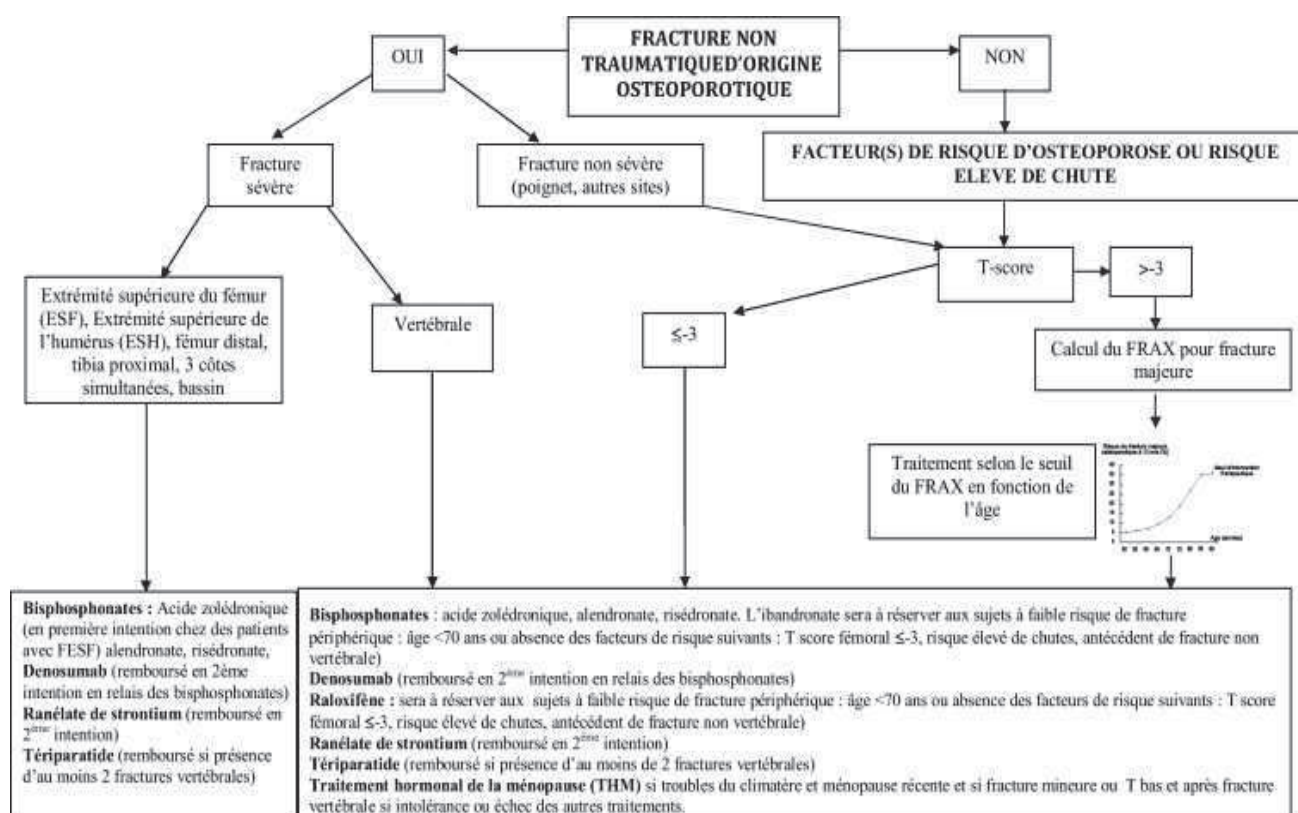 FRACTURE NON
TRAUMATIQUED'ORIGINE
OSTEOPOROTIQUE
OUI
NON
Fracture
sévère
Fracture non sévère
(poignet, autres sites)
FACTEUR(S) DE RISQUE D'OSTEOPOROSE OU RISQUE
ELEVE DE CHUTE
T-score
>-3
≤-3
Extrémité supérieure du fémur
(ESF), Extrémité supérieure de
l'humérus (ESH), fémur distal,
tibia proximal, 3 côtes
simultanées, bassin
Vertébrale
Calcul du FRAX pour fracture
majeure
Traitement selon le seuil
du FRAX en fonction de
l'âge
Bisphosphonates : Acide zolédronique
(en première intention chez des patients
avec FESF) alendronate, risédronate,
Denosumab (remboursé en 2ème
intention en relais des bisphosphonates)
Ranélate de strontium (remboursé en
2ème intention)
Tériparatide (remboursé si présence
d'au moins 2 fractures vertébrales)
Bisphosphonates : acide zolédronique, alendronate, risédronate. L'ibandronate sera à réserver aux sujets à faible risque de fracture
périphérique : âge <70 ans ou absence des facteurs de risque suivants : T score fémoral ≤-3, risque élevé de chutes, antécédent de fracture non
vertébrale)
Denosumab (remboursé en 2ème intention en relais des bisphosphonates)
Raloxifène : sera à réserver aux sujets à faible risque de fracture périphérique : âge <70 ans ou absence des facteurs de risque suivants : T score
fémoral ≤-3, risque élevé de chutes, antécédent de fracture non vertébrale)
Ranélate de strontium (remboursé en 2ème intention)
Tériparatide (remboursé si présence d'au moins de 2 fractures vertébrales)
Traitement hormonal de la ménopause (THM) si troubles du climatère et ménopause récente et si fracture mineure ou T bas et après fracture
vertébrale si intolérance ou échec des autres traitements.